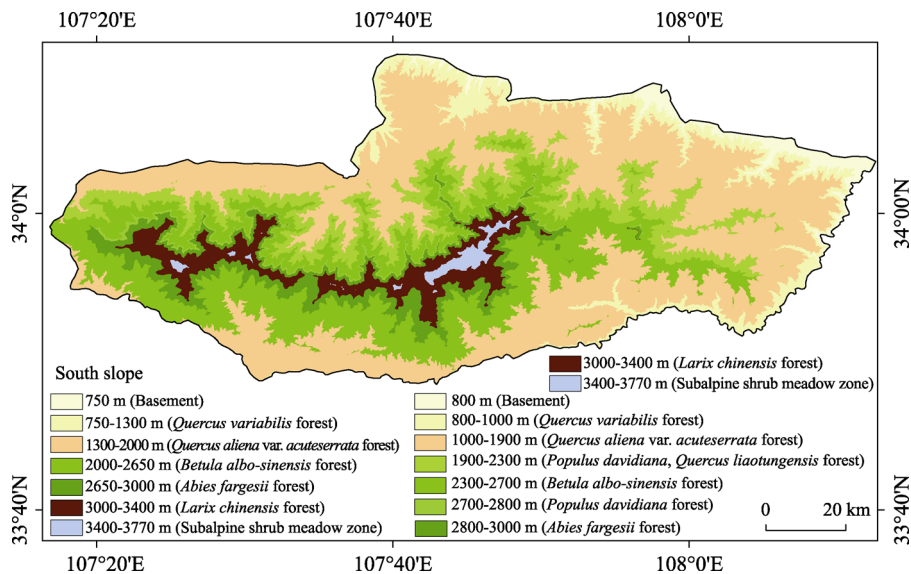 107°20′E 107°40′E 108°0′E
34°0′N 34°00′N
3000-3400 m (Larix chinensis forest)
3400-3770 m (Subalpine shrub meadow zone)
South slope
750 m (Basement)
750-1300 m (Quercus variabilis forest)
1300-2000 m (Quercus aliena var. acuteserrata forest)
2000-2650 m (Betula albo-sinensis forest)
2650-3000 m (Abies fargesii forest)
3000-3400 m (Larix chinensis forest)
3400-3770 m (Subalpine shrub meadow zone)
800 m (Basement)
800-1000 m (Quercus variabilis forest)
1000-1900 m (Quercus aliena var. acuteserrata forest)
1900-2300 m (Populus davidiana, Quercus liaotungensis forest)
2300-2700 m (Betula albo-sinensis forest)
2700-2800 m (Populus davidiana forest)
2800-3000 m (Abies fargesii forest)
0 20 km
33°40′N 33°40′N
107°20′E 107°40′E 108°0′E